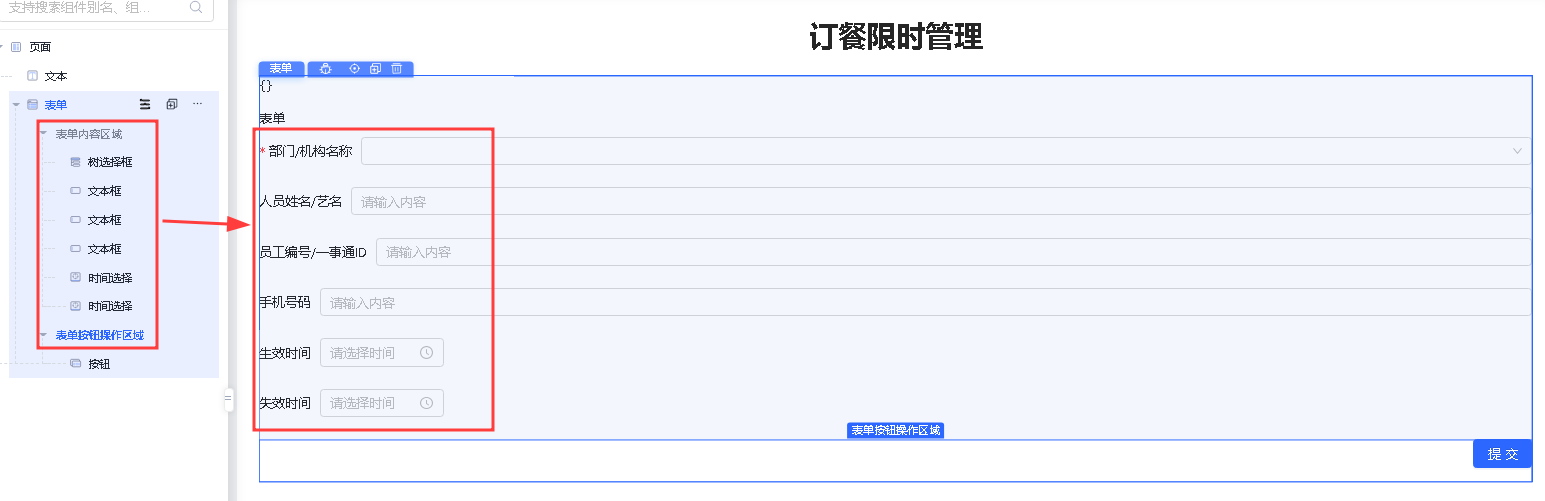 支持搜索组件别名、组...
页面
文本
表单
表单内容区域
树选择框
文本框
文本框
文本框
时间选择
时间选择
表单按钮操作区域
按钮
订餐限时管理
表单
{}
表单
* 部门/机构名称
人员姓名/艺名 请输入内容
员工编号/一事通ID 请输入内容
手机号码 请输入内容
生效时间 请选择时间
失效时间 请选择时间
表单按钮操作区域
提 交